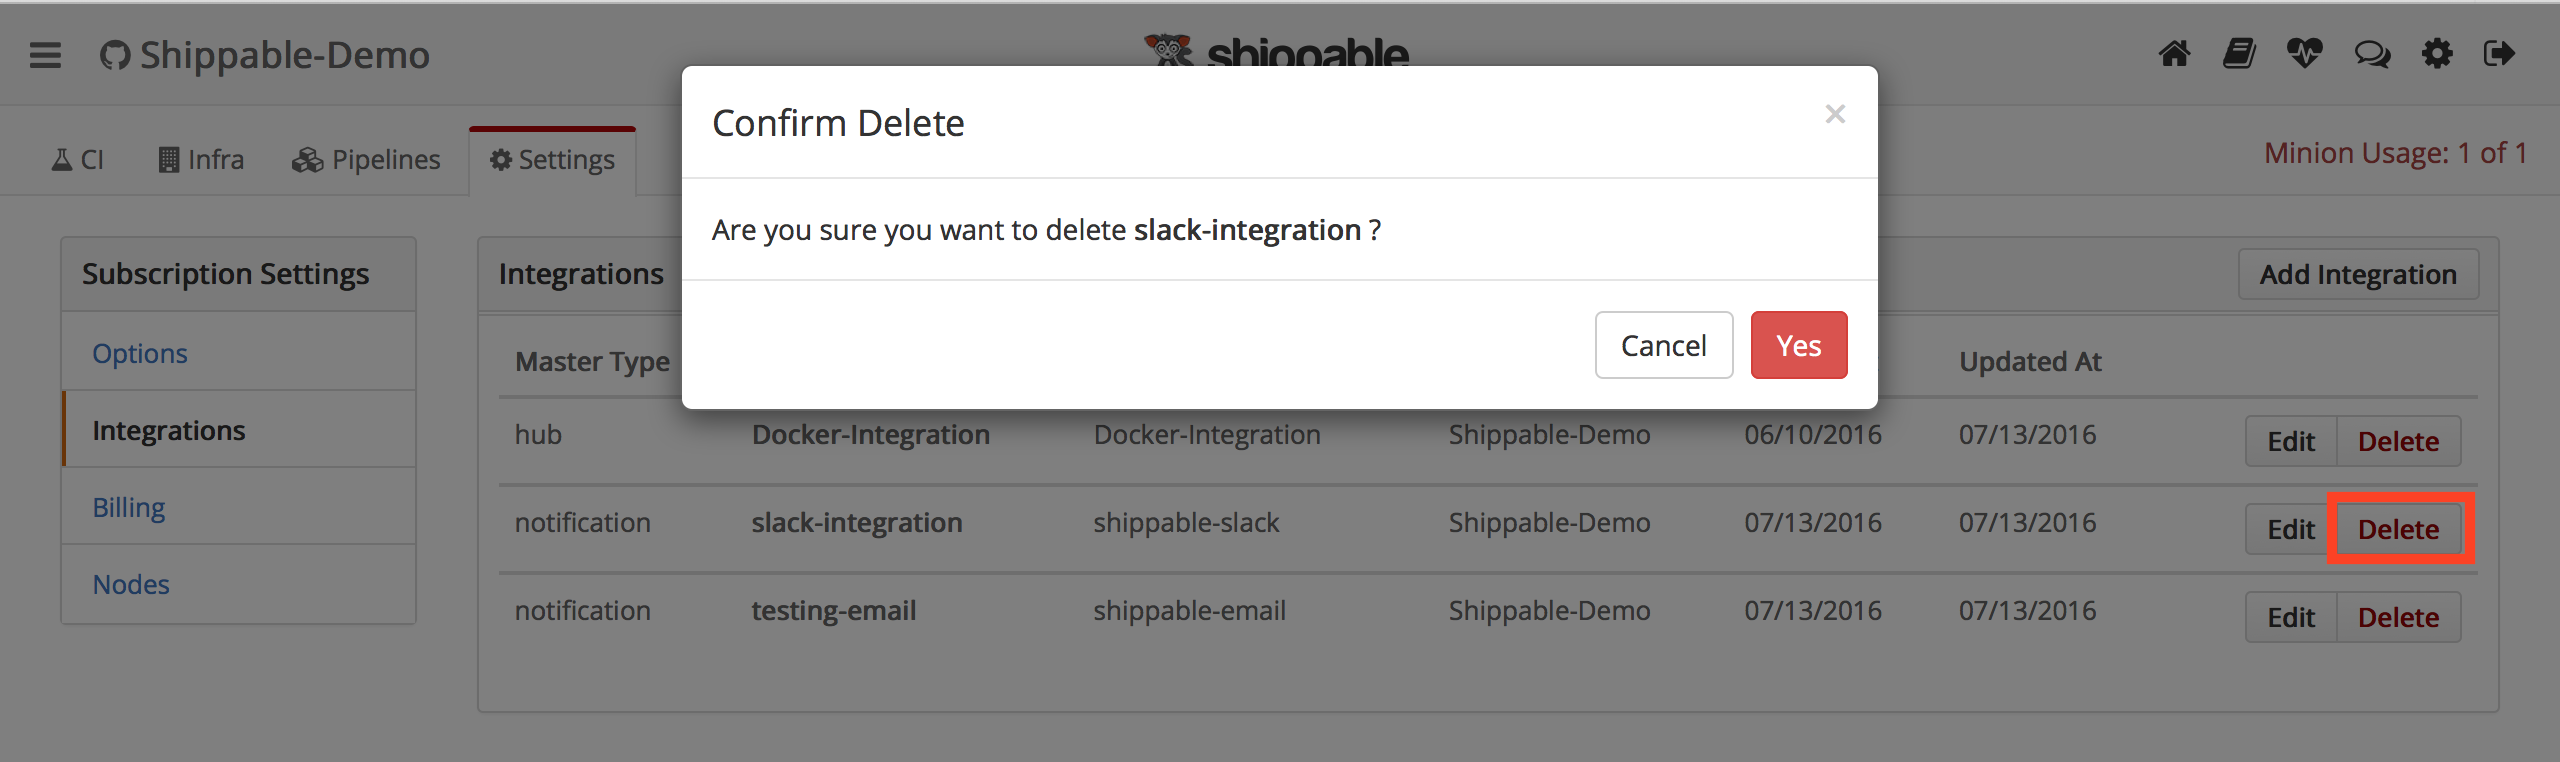 Shippable-Demo
shippable
CI Infra Pipelines Settings
Minion Usage: 1 of 1
Confirm Delete
×
Are you sure you want to delete slack-integration ?
Cancel Yes
Subscription Settings
Options
Integrations
Billing
Nodes
Integrations
Add Integration
Master Type Updated At
hub Docker-Integration Docker-Integration Shippable-Demo 06/10/2016 07/13/2016 Edit Delete
notification slack-integration shippable-slack Shippable-Demo 07/13/2016 07/13/2016 Edit Delete
notification testing-email shippable-email Shippable-Demo 07/13/2016 07/13/2016 Edit Delete